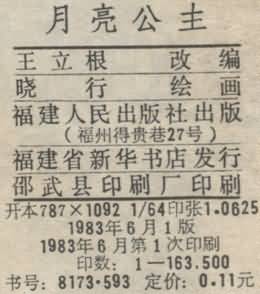 月亮公主
王立根 改编
晓行 绘画
福建人民出版社出版
(福州得贵巷27号)
福建省新华书店发行
邵武县印刷厂印刷
开本787×1092 1/64印张1.0625
1983年6月1版
1983年6月第1次印刷
印数：1—163.500
书号：8173·593 定价：0.11元